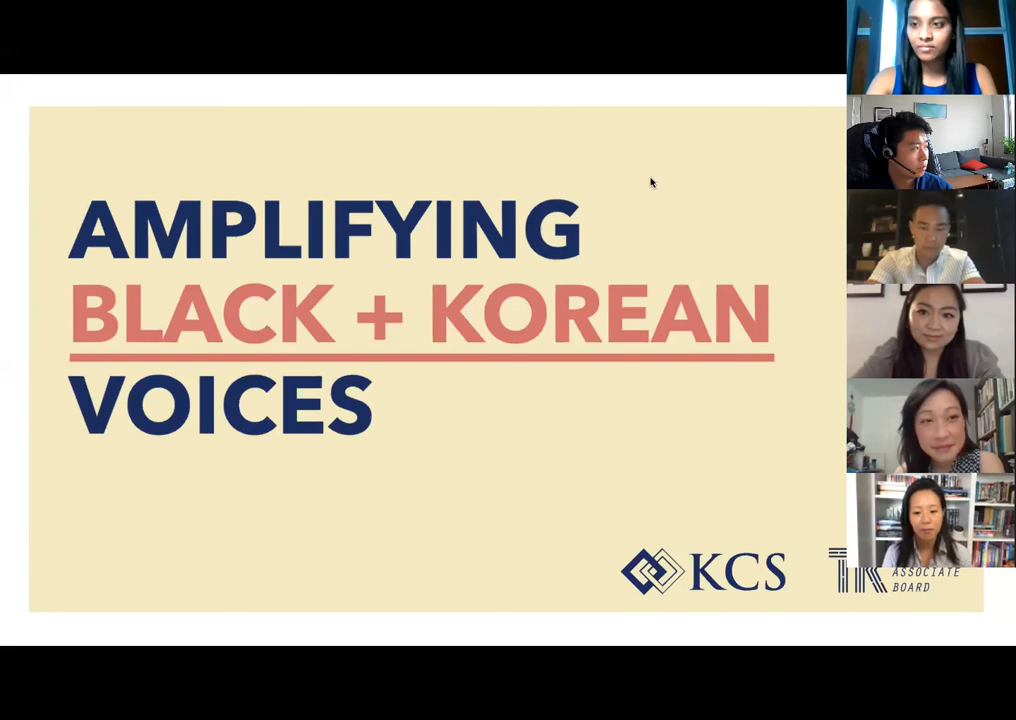 AMPLIFYING
BLACK + KOREAN
VOICES
KCS
ASSOCIATE
BOARD